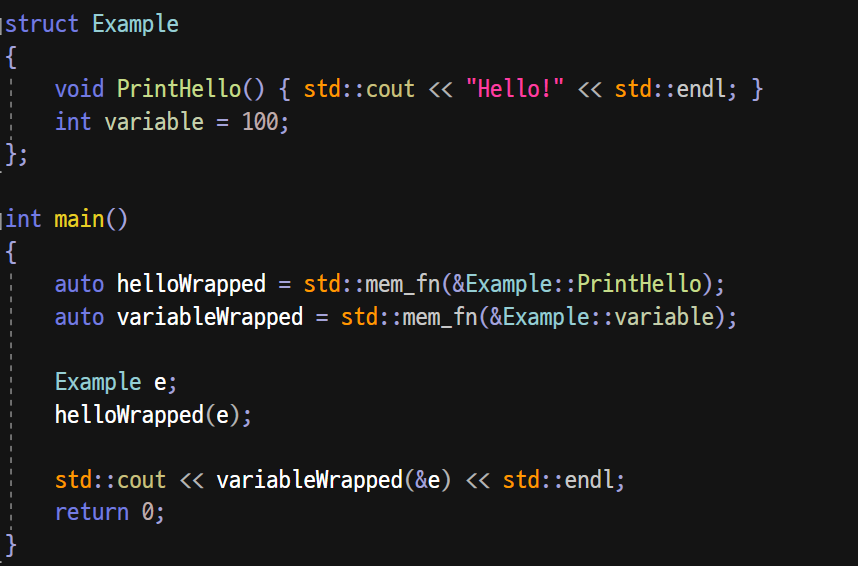 struct Example
{
    void PrintHello() { std::cout << "Hello!" << std::endl; }
    int variable = 100;
};

int main()
{
    auto helloWrapped = std::mem_fn(&Example::PrintHello);
    auto variableWrapped = std::mem_fn(&Example::variable);

    Example e;
    helloWrapped(e);

    std::cout << variableWrapped(&e) << std::endl;
    return 0;
}